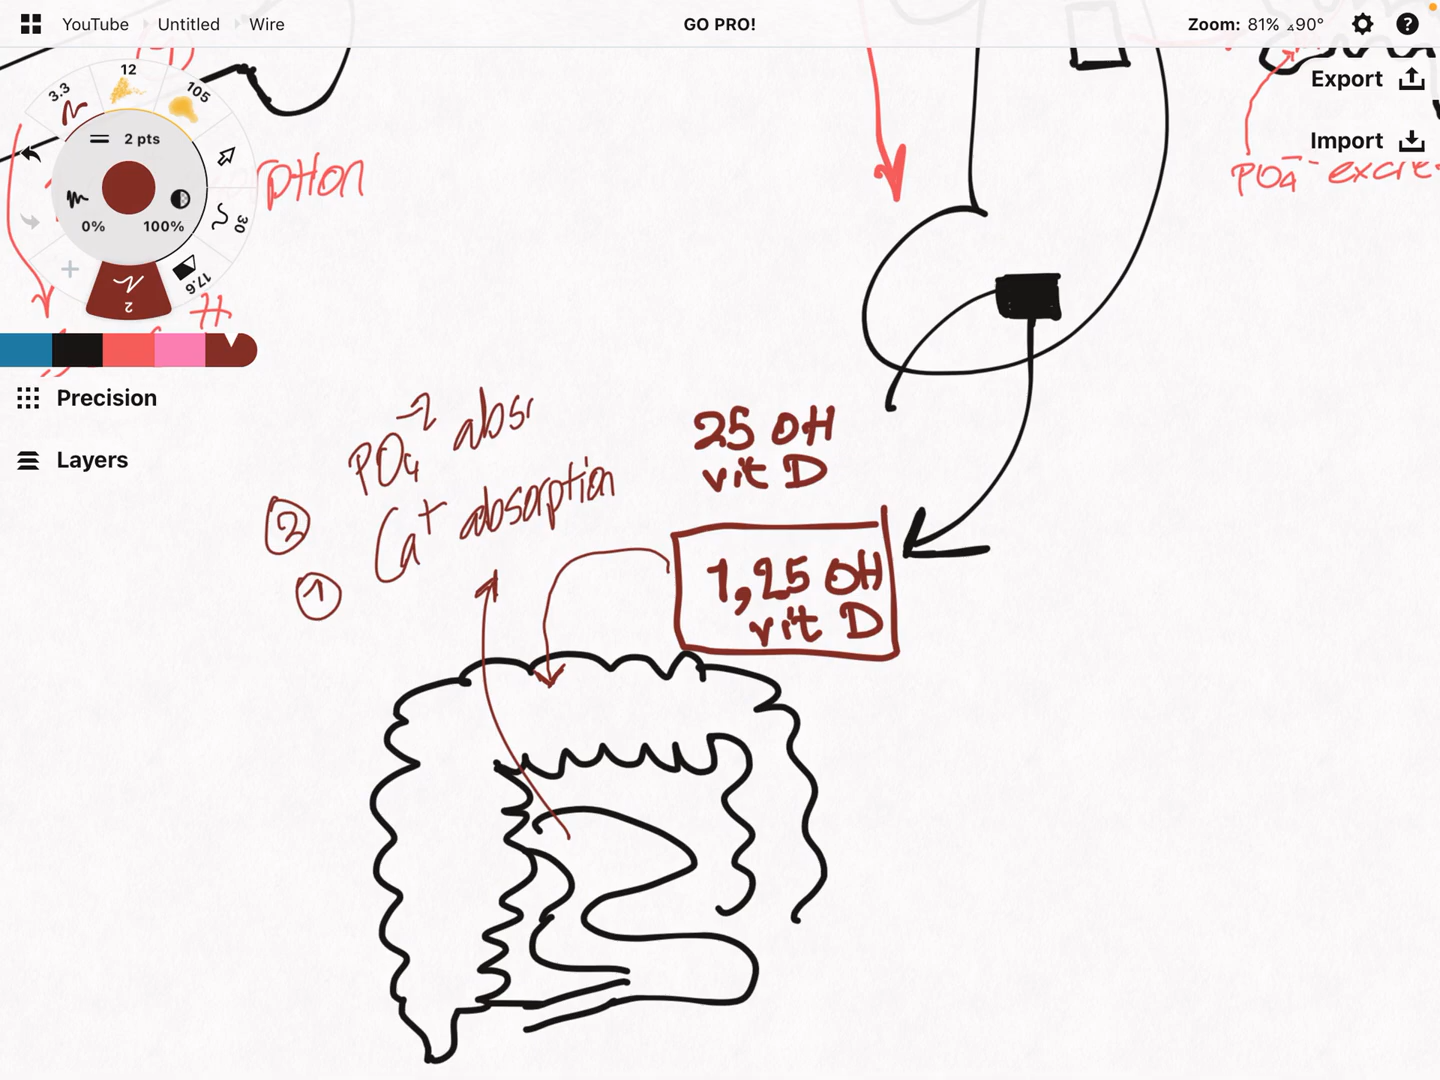 YouTube Untitled Wire
GO PRO!
Zoom: 81% 90°
Export
Import
12
3.3
105
2 pts
0% 100%
30
17.6
2
Precision
Layers
PO4-- excre-
PO4 -2 absr
② Ca+ absorption
①
25 OH
vit D
1,25 OH
vit D